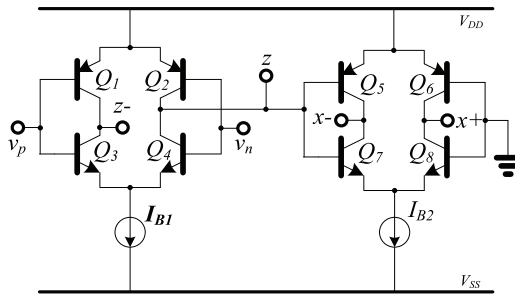 V_DD
Q1 Q2 z Q5 Q6
z- x- x+
v_p Q3 Q4 v_n Q7 Q8
I_B1 I_B2
V_SS